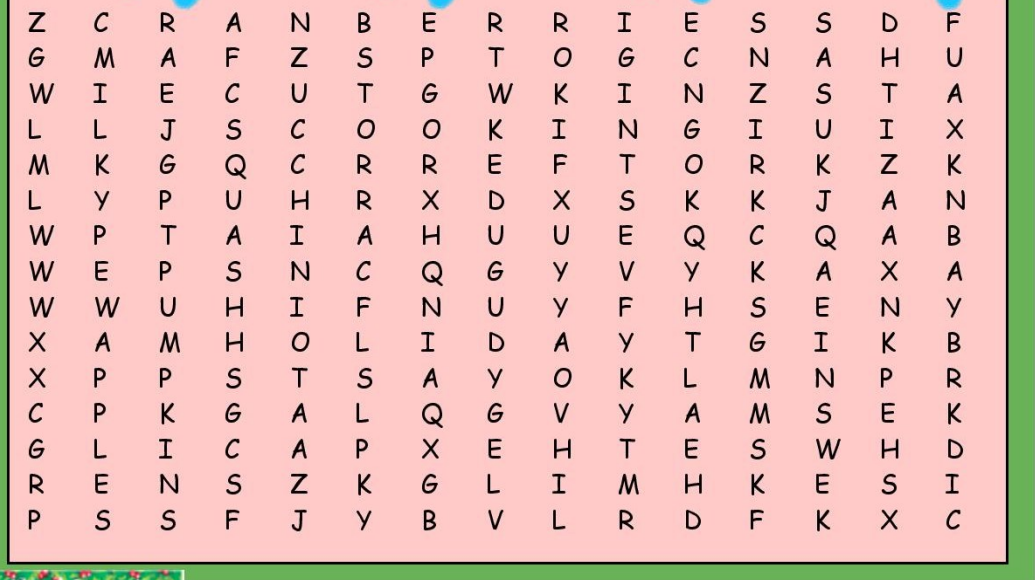 Z C R A N B E R R I E S S D F
G M A F Z S P T O G C N A H U
W I E C U T G W K I N Z S T A
L L J S C O O K I N G I U I X
M K G Q C R R E F T O R K Z K
L Y P U H R X D X S K K J A N
W P T A I A H U U E Q C Q A B
W E P S N C Q G Y V Y K A X A
W W U H I F N U Y F H S E N Y
X A M H O L I D A Y T G I K B
X P P S T S A Y O K L M N P R
C P K G A L Q G V Y A M S E K
G L I C A P X E H T E S W H D
R E N S Z K G L I M H K E S I
P S S F J Y B V L R D F K X C